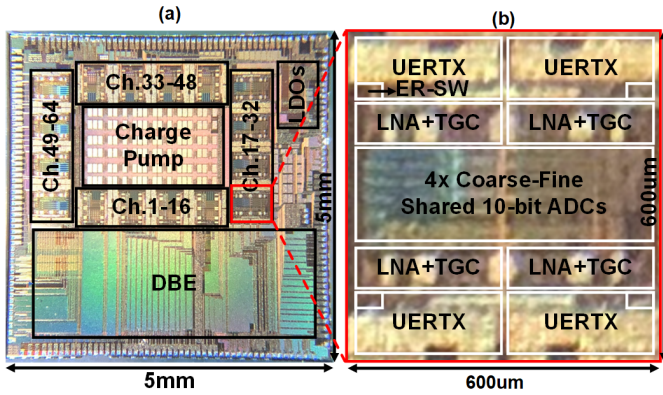 (a)
(b)
Ch.33-48
LDOs
Ch.49-64
Ch.17-32
Charge
Pump
Ch.1-16
DBE
5mm
5mm
UERTX
UERTX
ER-SW
LNA+TGC
LNA+TGC
4x Coarse-Fine
Shared 10-bit ADCs
600um
LNA+TGC
LNA+TGC
UERTX
UERTX
600um